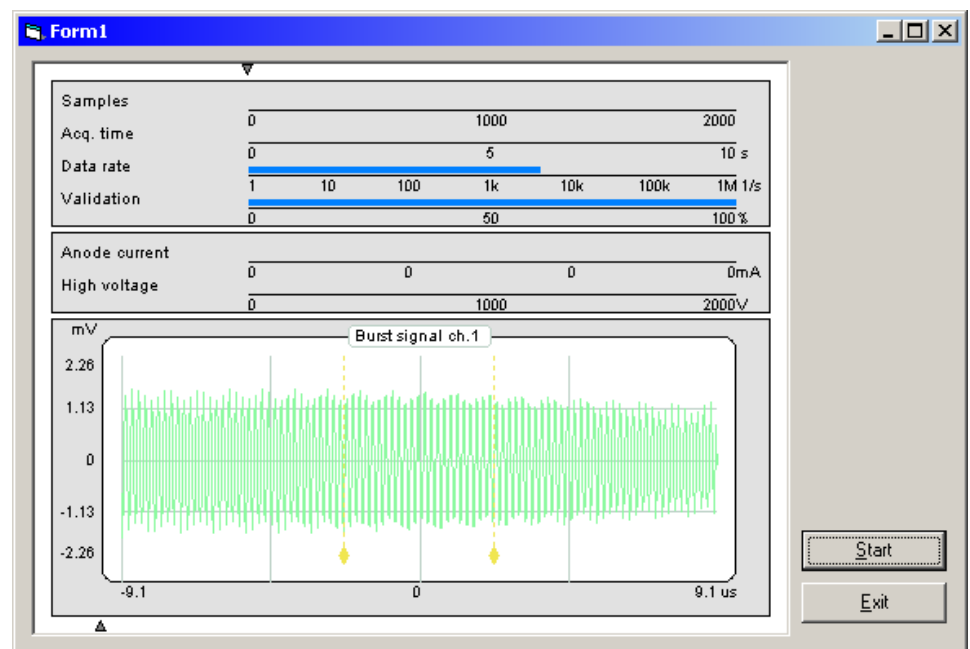 Form1
Samples
0 1000 2000
Acq. time
0 5 10 s
Data rate
1 10 100 1k 10k 100k 1M 1/s
Validation
0 50 100 %
Anode current
0 0 0 0mA
High voltage
0 1000 2000V
mV
Burst signal ch.1
2.26
1.13
0
-1.13
-2.26
-9.1 0 9.1 us
Start
Exit